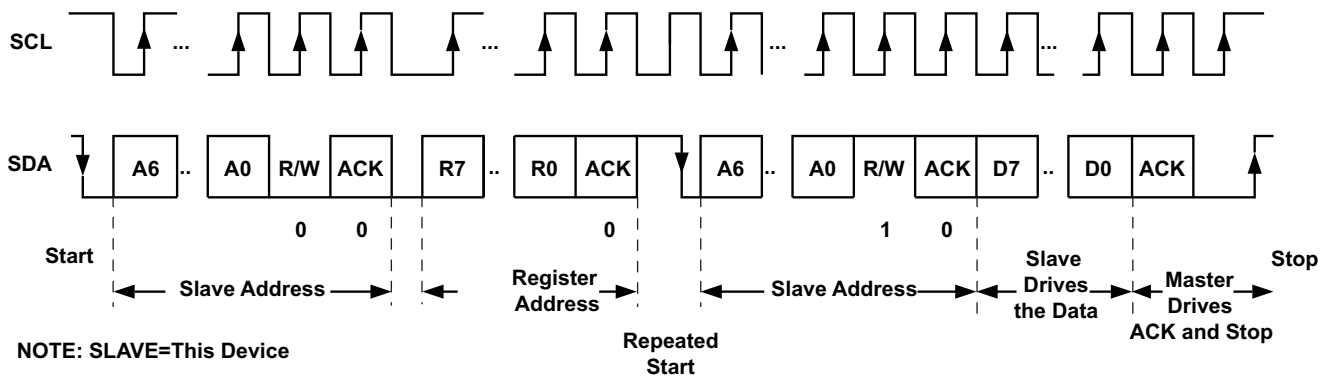 SCL ... ... ... ...
SDA A6 .. A0 R/W ACK R7 .. R0 ACK A6 .. A0 R/W ACK D7 .. D0 ACK
0 0 0 1 0
Start Slave Address Register Address Repeated Start Slave Address Slave Drives the Data Master Drives ACK and Stop Stop
NOTE: SLAVE=This Device